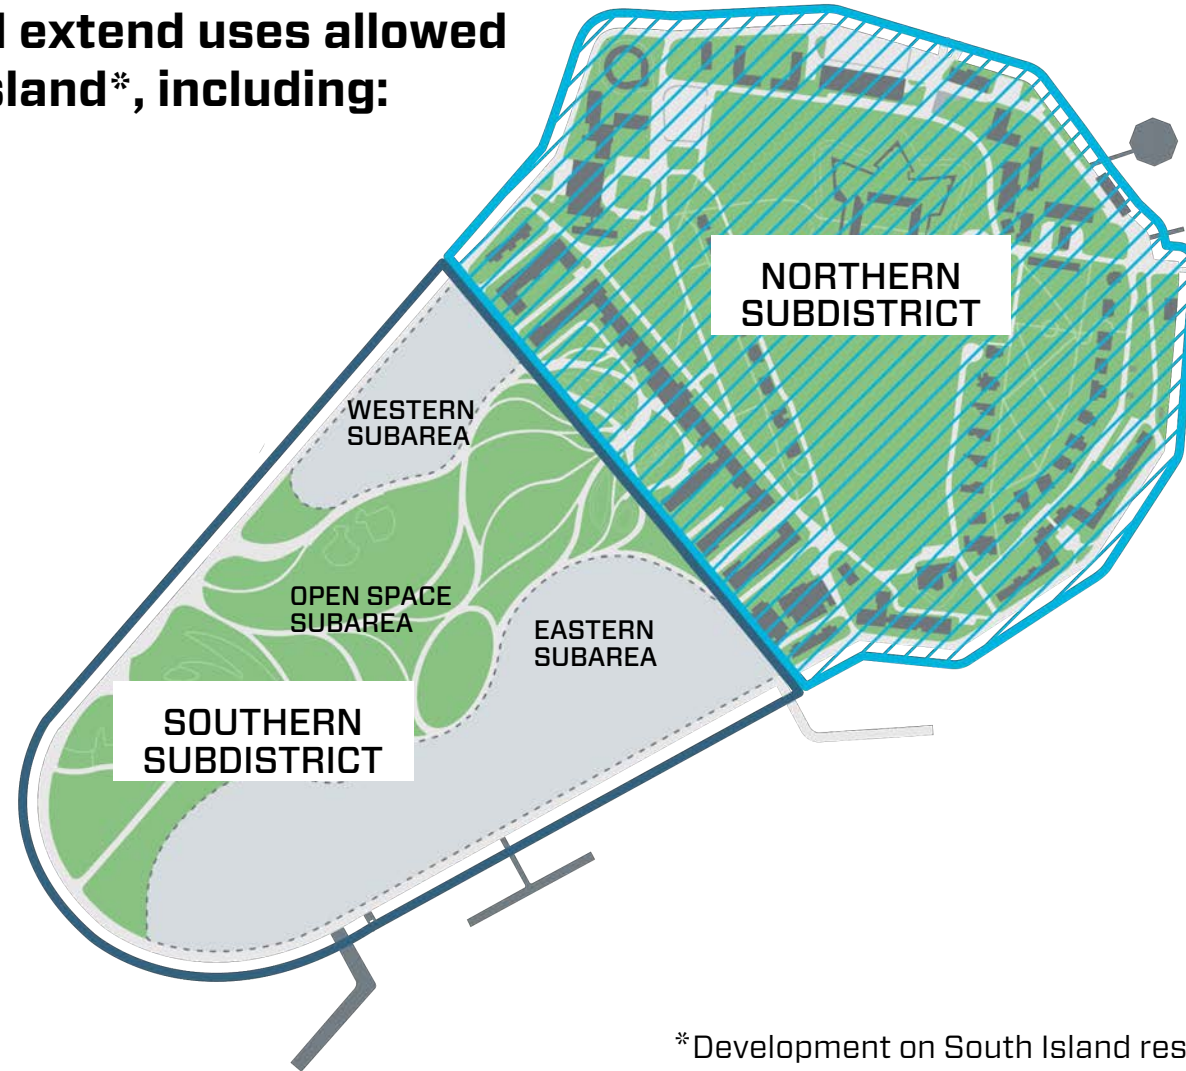 extend uses allowed
sland*, including:
NORTHERN
SUBDISTRICT
WESTERN
SUBAREA
OPEN SPACE
SUBAREA
EASTERN
SUBAREA
SOUTHERN
SUBDISTRICT
*Development on South Island res